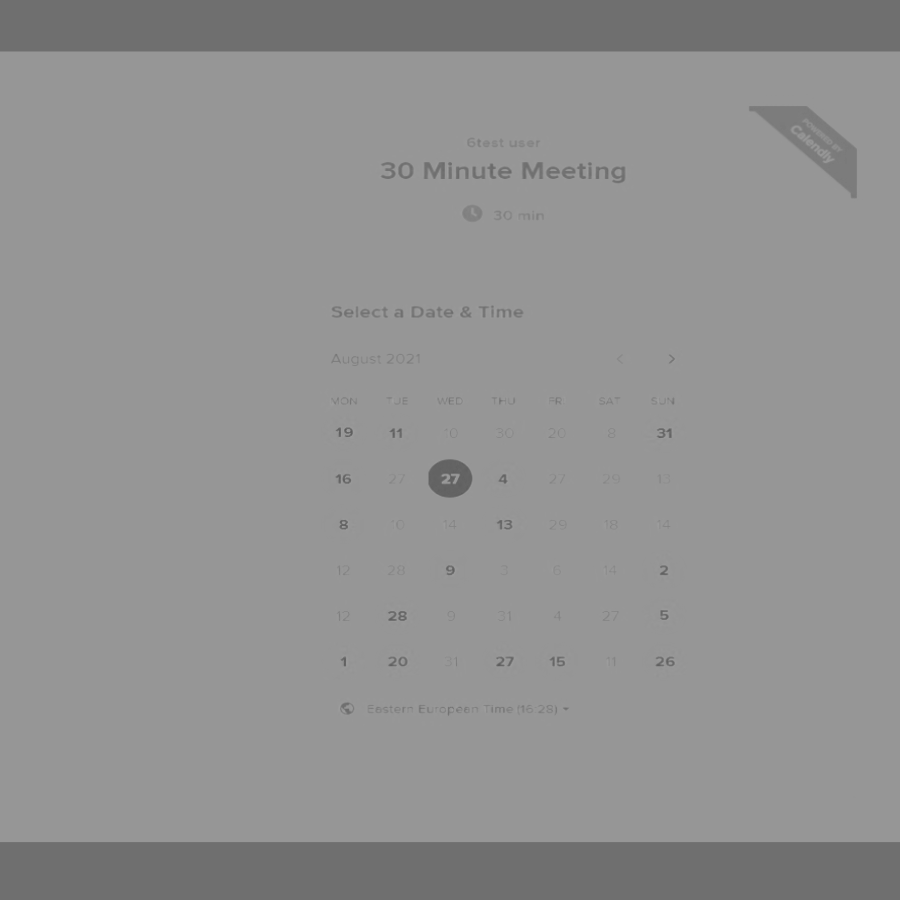 POWERED BY
Calendly
6test user
30 Minute Meeting
30 min
Select a Date & Time
August 2021
MON TUE WED THU FRI SAT SUN
19 11 10 30 20 8 31
16 27 27 4 27 29 13
8 10 14 13 29 18 14
12 28 9 3 6 14 2
12 28 9 31 4 27 5
1 20 31 27 15 11 26
Eastern European Time (16:28)